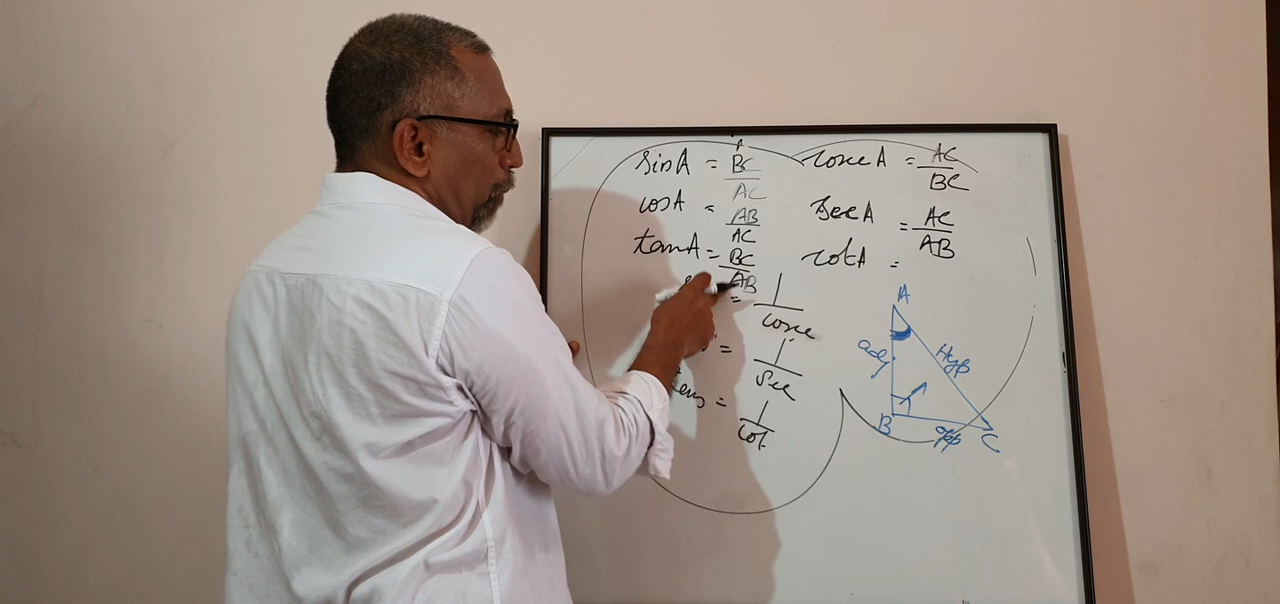 sinA = BC/AC cosecA = AC/BC
cosA = AB/AC secA = AC/AB
tanA = BC/AB cotA =
= 1/cosec
= 1/sec
= 1/cot
A
adj Hyp
B opp C